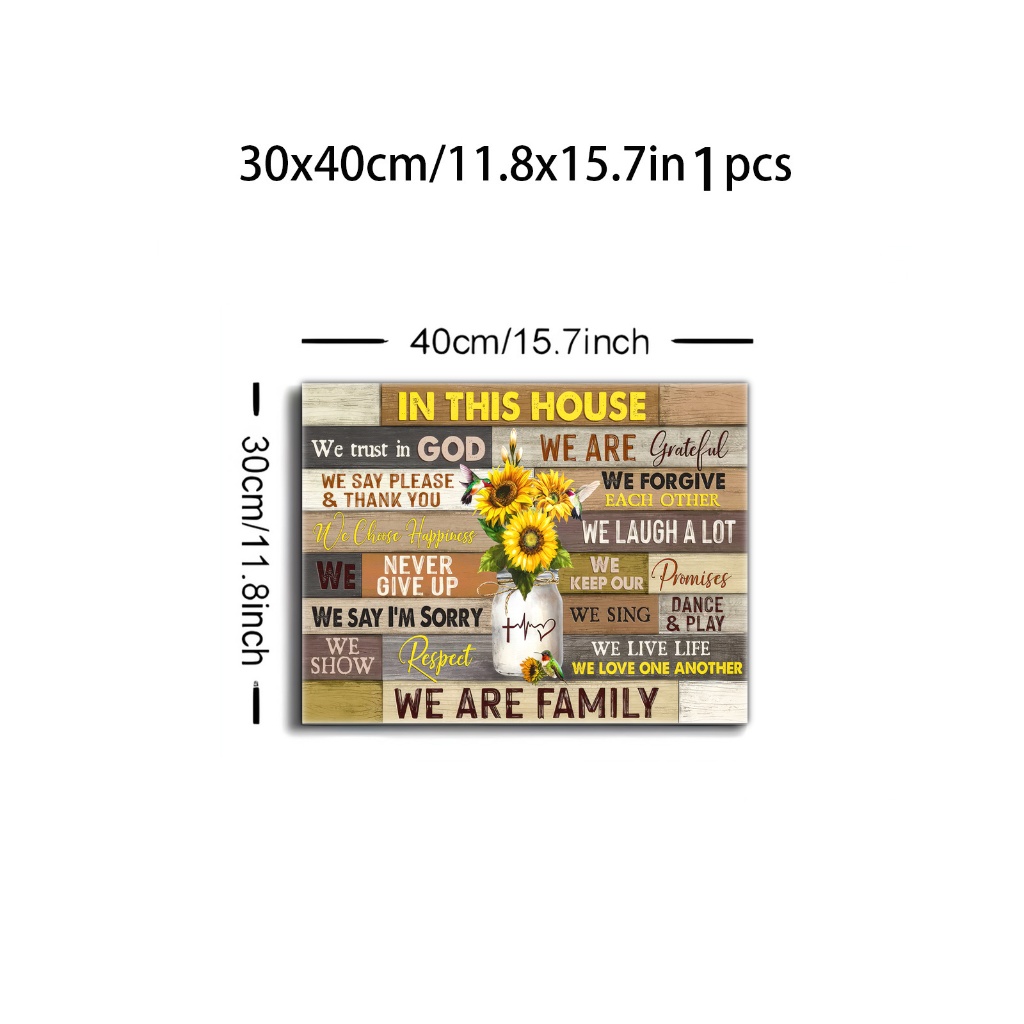 30x40cm/11.8x15.7in 1pcs
40cm/15.7inch
30cm/11.8inch
IN THIS HOUSE
We trust in GOD
WE ARE Grateful
WE SAY PLEASE
& THANK YOU
WE FORGIVE
EACH OTHER
We Choose Happiness
WE LAUGH A LOT
WE NEVER
GIVE UP
WE
KEEP OUR Promises
WE SAY I'M SORRY
WE SING
DANCE
& PLAY
WE
SHOW Respect
WE LIVE LIFE
WE LOVE ONE ANOTHER
WE ARE FAMILY